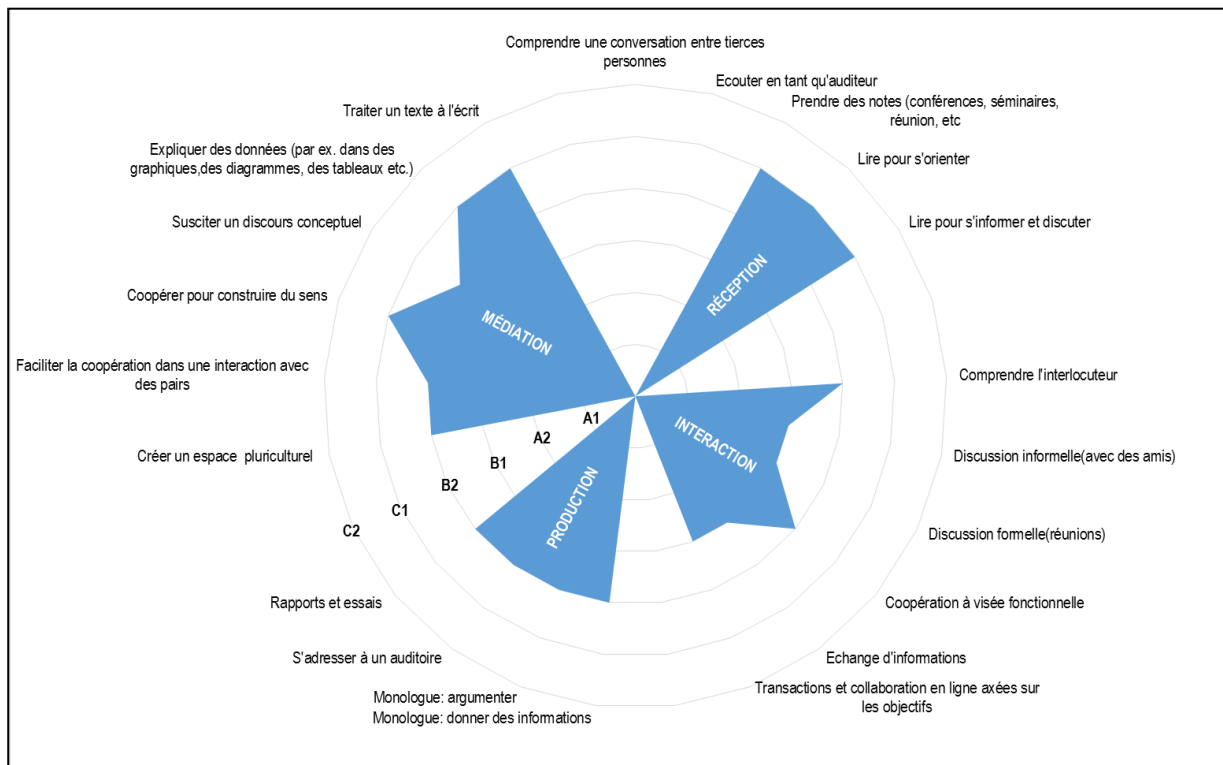 Comprendre une conversation entre tierces
personnes
Ecouter en tant qu'auditeur
Prendre des notes (conférences, séminaires,
réunion, etc
Lire pour s'orienter
Lire pour s'informer et discuter
Comprendre l'interlocuteur
Discussion informelle(avec des amis)
Discussion formelle(réunions)
Coopération à visée fonctionnelle
Echange d'informations
Transactions et collaboration en ligne axées sur
les objectifs
Monologue: donner des informations
Monologue: argumenter
S'adresser à un auditoire
Rapports et essais
Créer un espace  pluriculturel
Faciliter la coopération dans une interaction avec
des pairs
Coopérer pour construire du sens
Susciter un discours conceptuel
Expliquer des données (par ex. dans des
graphiques,des diagrammes, des tableaux etc.)
Traiter un texte à l'écrit
RÉCEPTION
INTERACTION
PRODUCTION
MÉDIATION
A1
A2
B1
B2
C1
C2